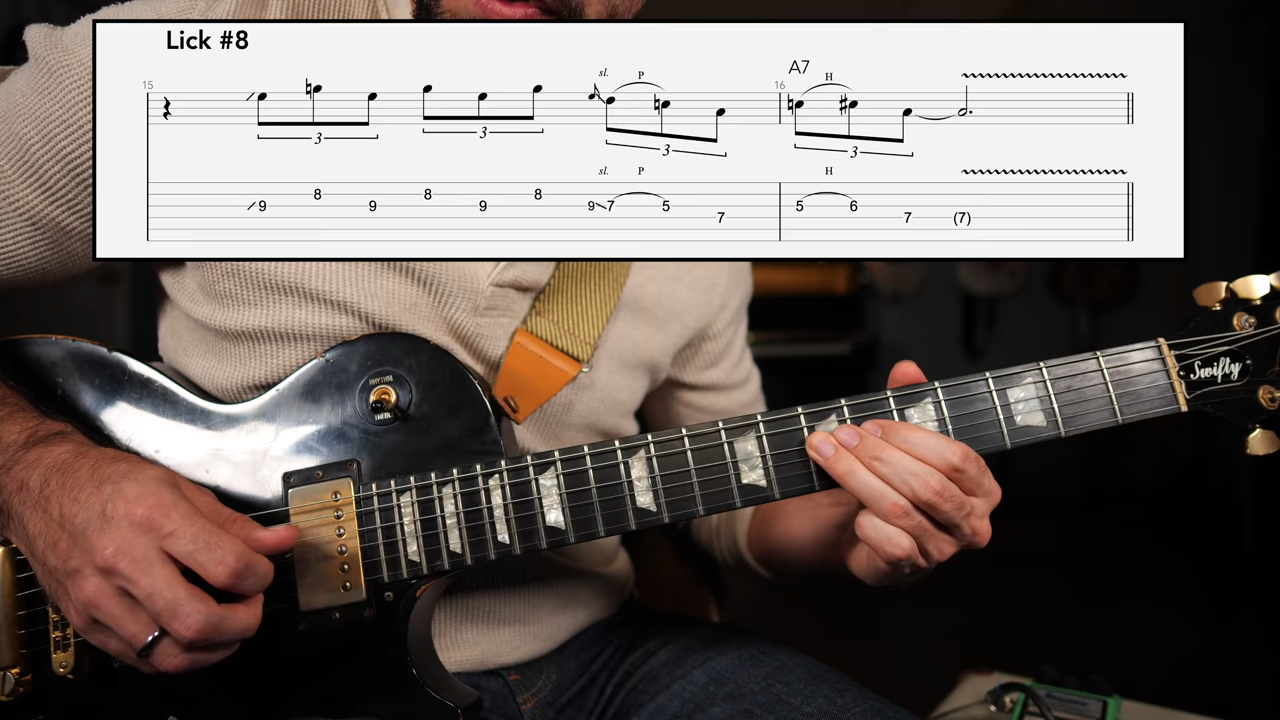 Lick #8
A7
15 sl. P 16 H
3 3 3 3
sl. P H
8 8 8
9 9 9 9 7 5 5 6
7 7 (7)
RHYTHM
TREBLE
Swifty